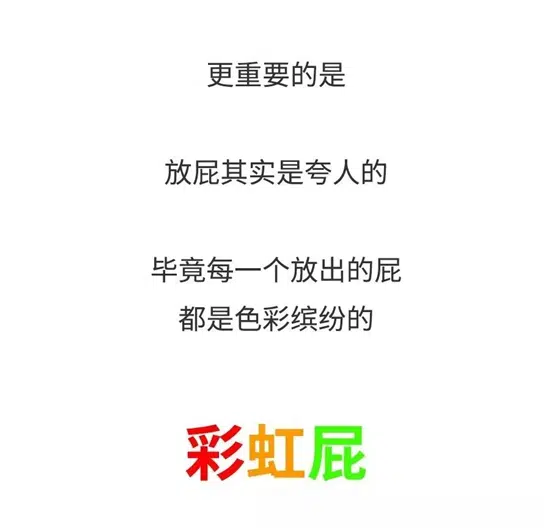 更重要的是
放屁其实是夸人的
毕竟每一个放出的屁
都是色彩缤纷的
彩虹屁